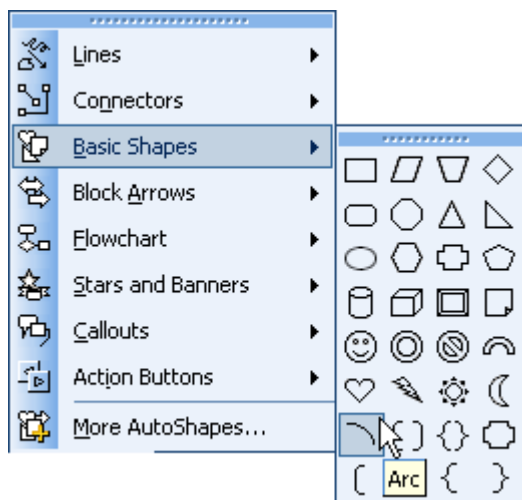 Lines
Connectors
Basic Shapes
Block Arrows
Flowchart
Stars and Banners
Callouts
Action Buttons
More AutoShapes...
Arc